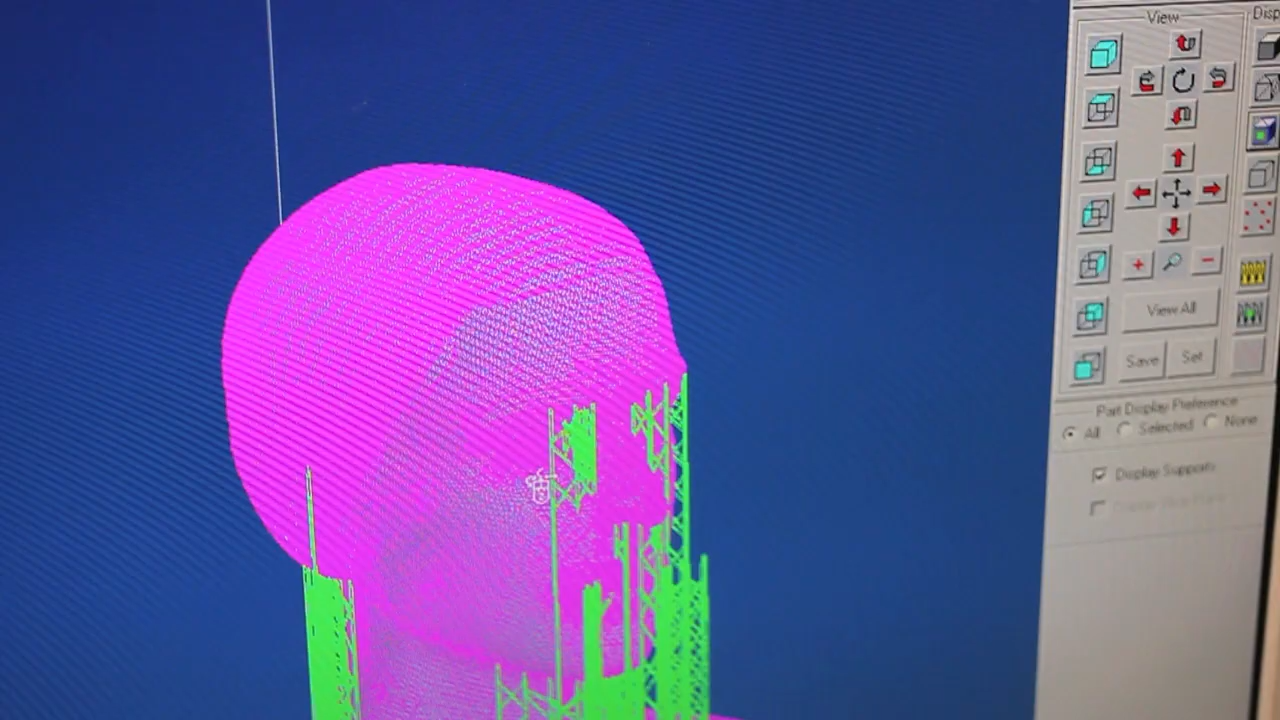 View
Disp
View All
Save
Set
Part Display Preference
All
Selected
None
Display Supports